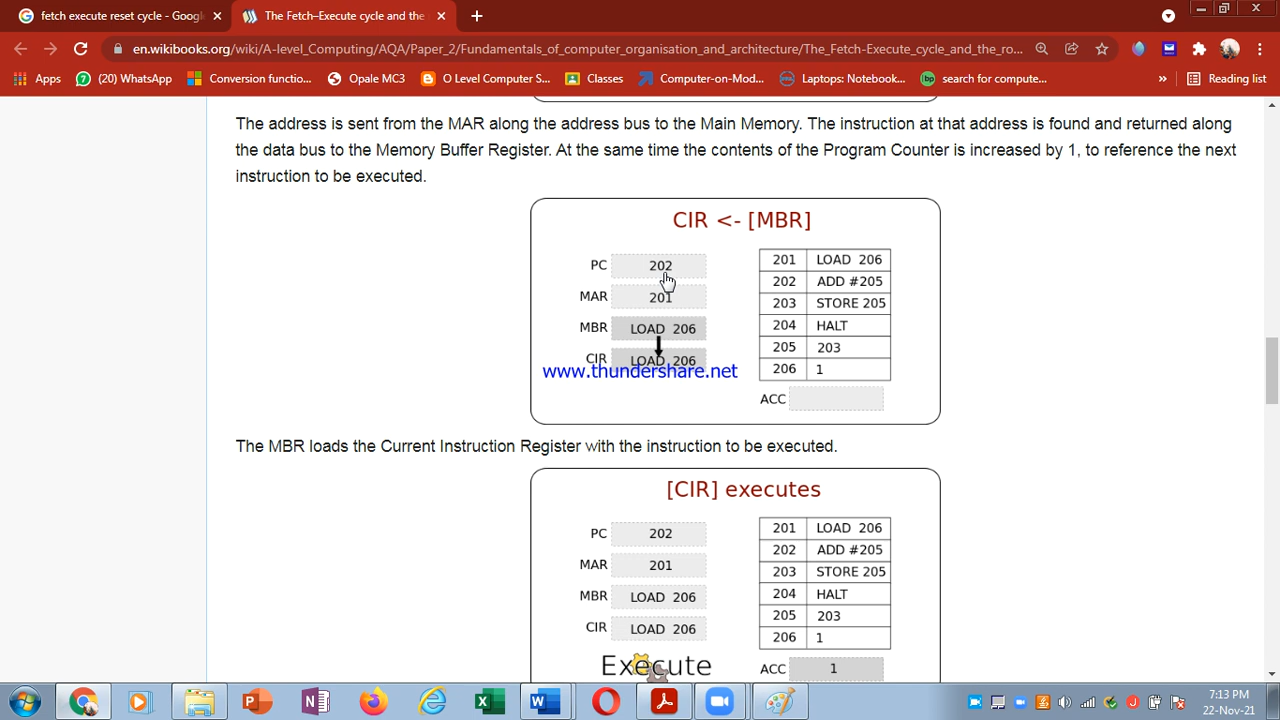 fetch execute reset cycle - Goog
The Fetch–Execute cycle and the
en.wikibooks.org/wiki/A-level_Computing/AQA/Paper_2/Fundamentals_of_computer_organisation_and_architecture/The_Fetch-Execute_cycle_and_the_ro...
Apps
(20) WhatsApp
Conversion functio...
Opale MC3
O Level Computer S...
Classes
Computer-on-Mod...
Laptops: Notebook...
search for compute...
»
Reading list
The address is sent from the MAR along the address bus to the Main Memory. The instruction at that address is found and returned along
the data bus to the Memory Buffer Register. At the same time the contents of the Program Counter is increased by 1, to reference the next
instruction to be executed.
CIR <- [MBR]
PC 202
MAR 201
MBR LOAD 206
CIR LOAD 206
www.thundershare.net
201 LOAD 206
202 ADD #205
203 STORE 205
204 HALT
205 203
206 1
ACC
The MBR loads the Current Instruction Register with the instruction to be executed.
[CIR] executes
PC 202
MAR 201
MBR LOAD 206
CIR LOAD 206
Execute
201 LOAD 206
202 ADD #205
203 STORE 205
204 HALT
205 203
206 1
ACC 1
7:13 PM
22-Nov-21